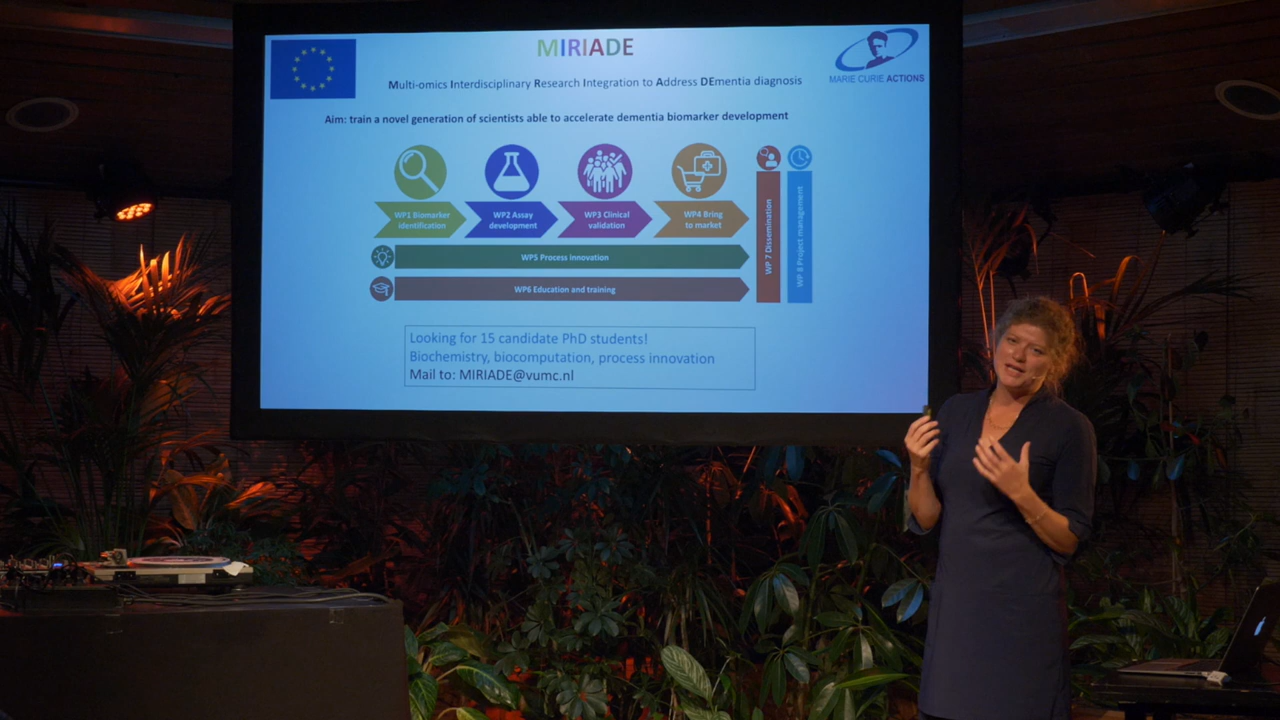 MIRIADE
MARIE CURIE ACTIONS
Multi-omics Interdisciplinary Research Integration to Address DEmentia diagnosis
Aim: train a novel generation of scientists able to accelerate dementia biomarker development
WP1 Biomarker
identification
WP2 Assay
development
WP3 Clinical
validation
WP4 Bring
to market
WP5 Process innovation
WP6 Education and training
WP 7 Dissemination
WP 8 Project management
Looking for 15 candidate PhD students!
Biochemistry, biocomputation, process innovation
Mail to: MIRIADE@vumc.nl